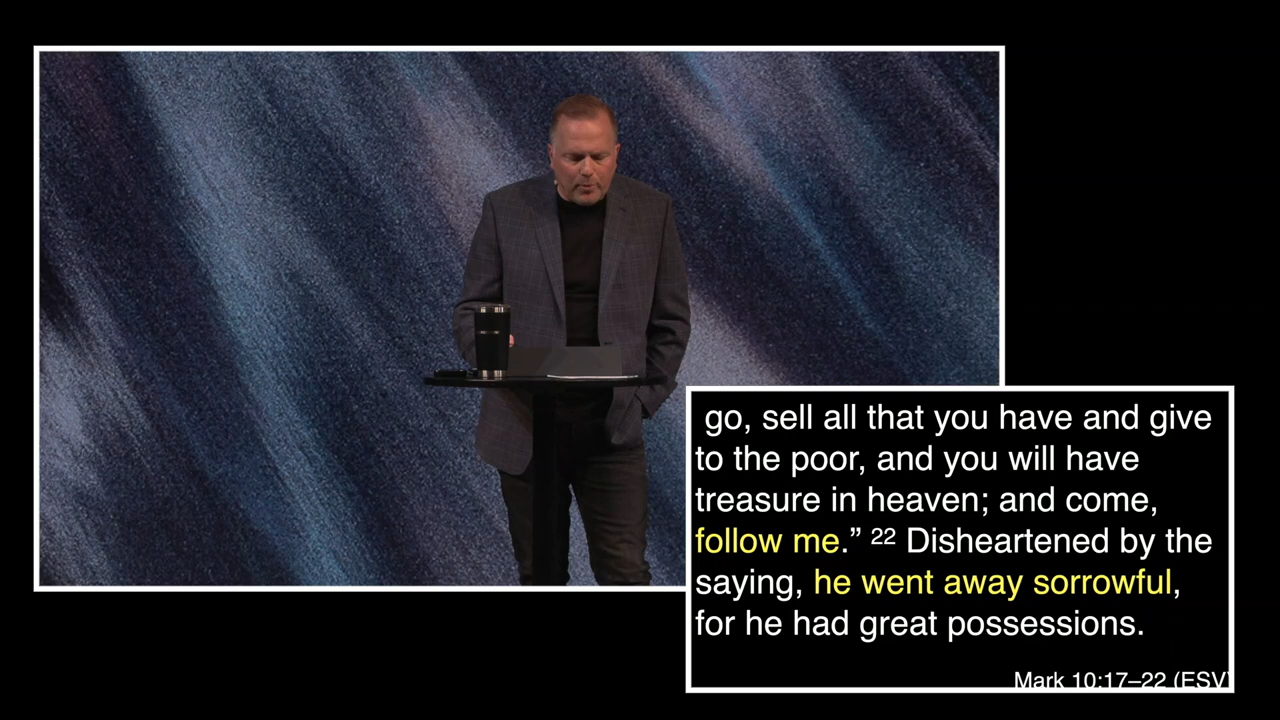 go, sell all that you have and give
to the poor, and you will have
treasure in heaven; and come,
follow me.” 22 Disheartened by the
saying, he went away sorrowful,
for he had great possessions.
Mark 10:17–22 (ESV)